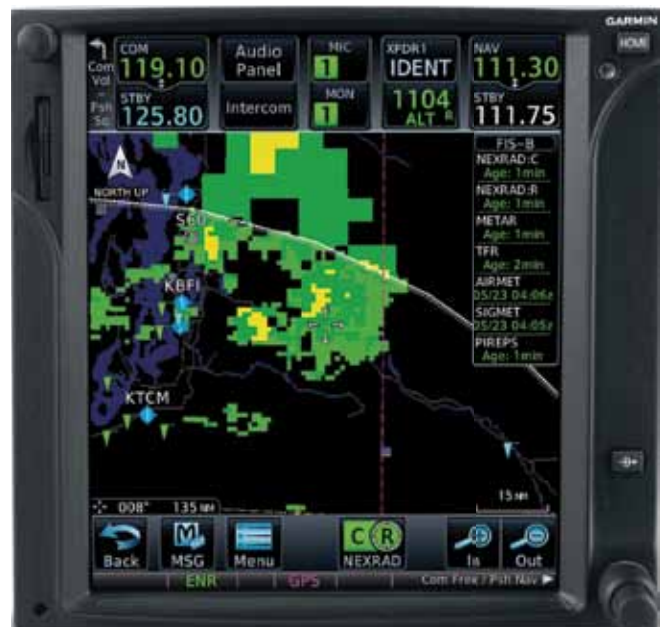 GARMIN
HOME
Com
Vol
Psh
Sq
COM
119.10
STBY
125.80
Audio
Panel
Intercom
MIC
1
MON
1
XPDR1
IDENT
1104
ALT R
NAV
111.30
STBY
111.75
FIS-B
NEXRAD:C
Age: 1min
NEXRAD:R
Age: 1min
METAR
Age: 1min
TFR
Age: 2min
AIRMET
05/23 04:06z
SIGMET
05/23 04:05z
PIREPS
Age: 1min
N
NORTH UP
KBFI
KTCM
008° 135 NM
15 NM
Back
MSG
Menu
C R
NEXRAD
In
Out
ENR
GPS
Com Freq / Psh Nav